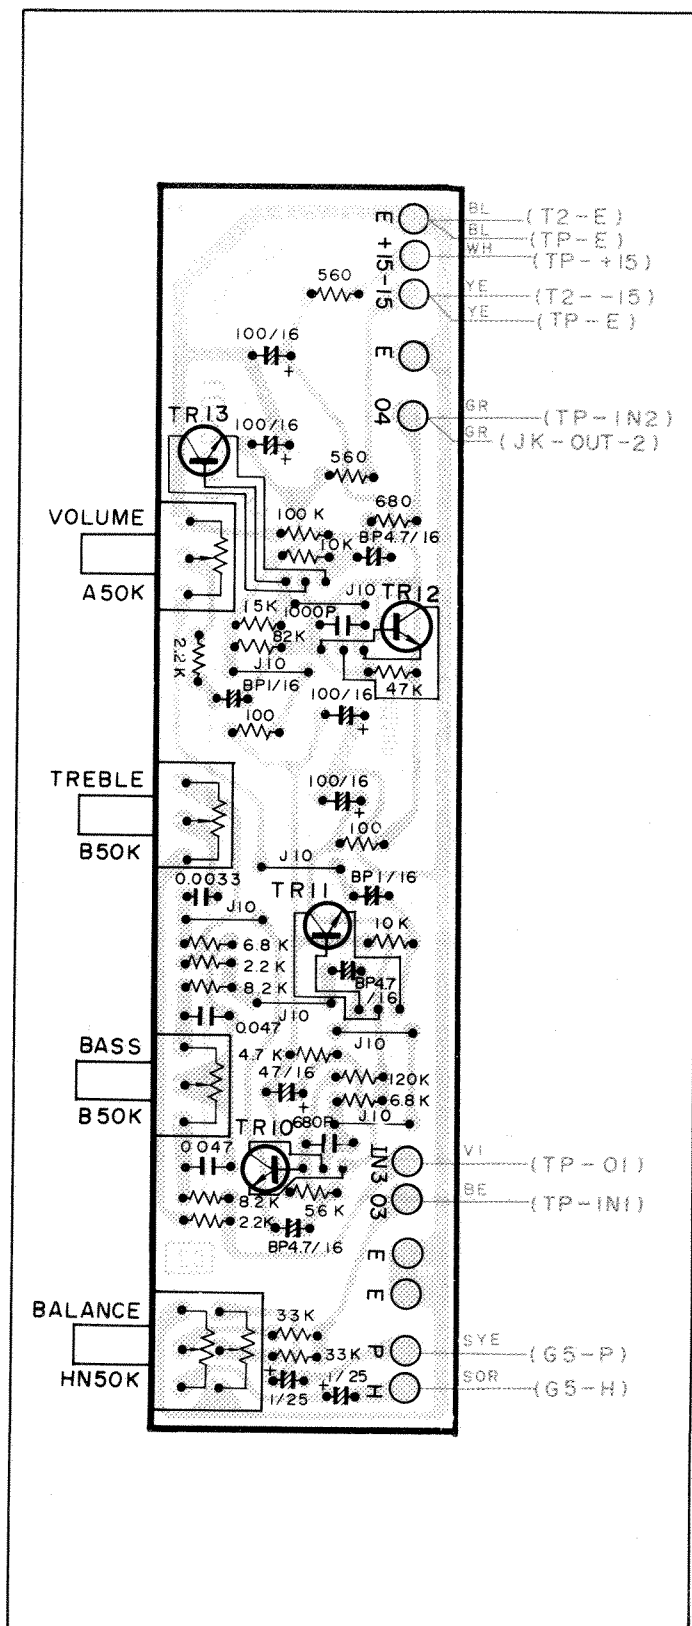 E
BL
(T2-E)
BL
(TP-E)
+15
WH
(TP-+15)
-15
YE
(T2--15)
YE
(TP-E)
560
100/16
+
E
TR13
100/16
+
04
GR
(TP-IN2)
GR
(JK-OUT-2)
560
680
VOLUME
100K
10K
BP4.7/16
A50K
J10
TR12
15K
1000P
82K
2.2K
J10
47K
BP1/16
100/16
+
100
TREBLE
100/16
+
B50K
100
J10
0.0033
TR11
BP1/16
J10
10K
6.8K
2.2K
BP4.7
/16
8.2K
J10
0.047
J10
BASS
4.7K
47/16
+
120K
6.8K
B50K
J10
TR10
680P
0.047
IN3
VI
(TP-O1)
03
BE
(TP-IN1)
8.2K
56K
2.2K
BP4.7/16
E
E
BALANCE
33K
33K
P
SYE
(G5-P)
HN50K
+
1/25
+
1/25
H
SOR
(G5-H)